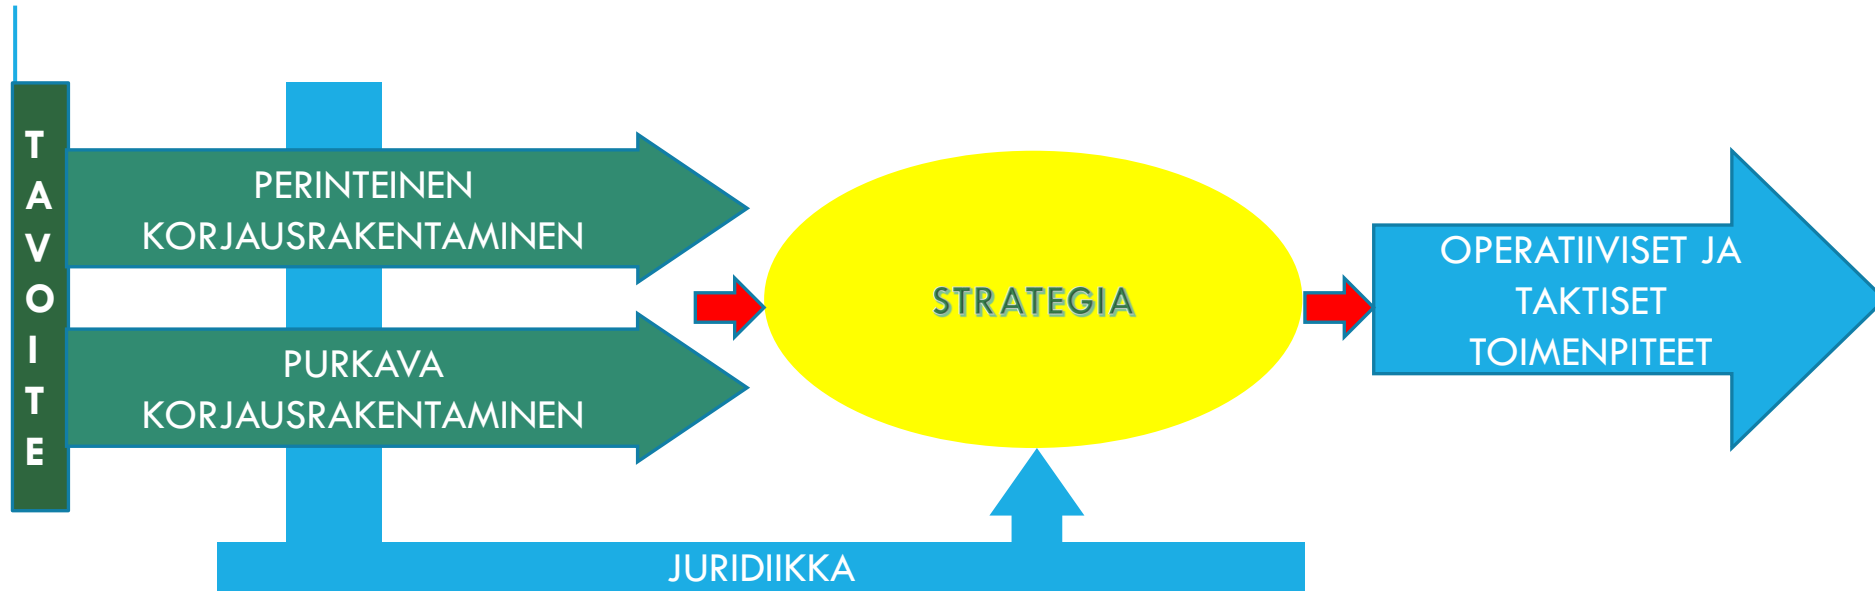 TAVOITE
PERINTEINEN
KORJAUSRAKENTAMINEN
PURKAVA
KORJAUSRAKENTAMINEN
STRATEGIA
OPERATIIVISET JA
TAKTISET
TOIMENPITEET
JURIDIIKKA